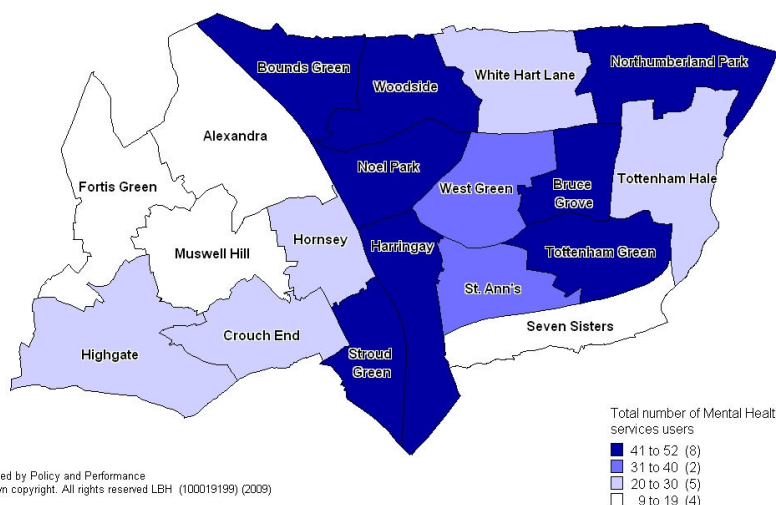 Bounds Green
Woodside
White Hart Lane
Northumberland Park
Alexandra
Noel Park
Fortis Green
West Green
Bruce
Grove
Tottenham Hale
Muswell Hill
Hornsey
Harringay
Tottenham Green
St. Ann's
Seven Sisters
Crouch End
Highgate
Stroud
Green
Total number of Mental Healt
services users
41 to 52 (8)
31 to 40 (2)
20 to 30 (5)
9 to 19 (4)
ed by Policy and Performance
n copyright. All rights reserved LBH (100019199) (2009)